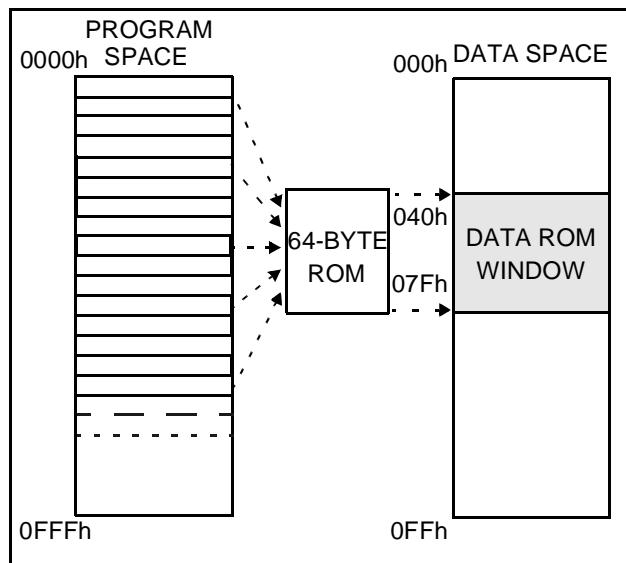 PROGRAM
SPACE
0000h
000h
DATA SPACE
64-BYTE
ROM
040h
07Fh
DATA ROM
WINDOW
0FFFh
0FFh